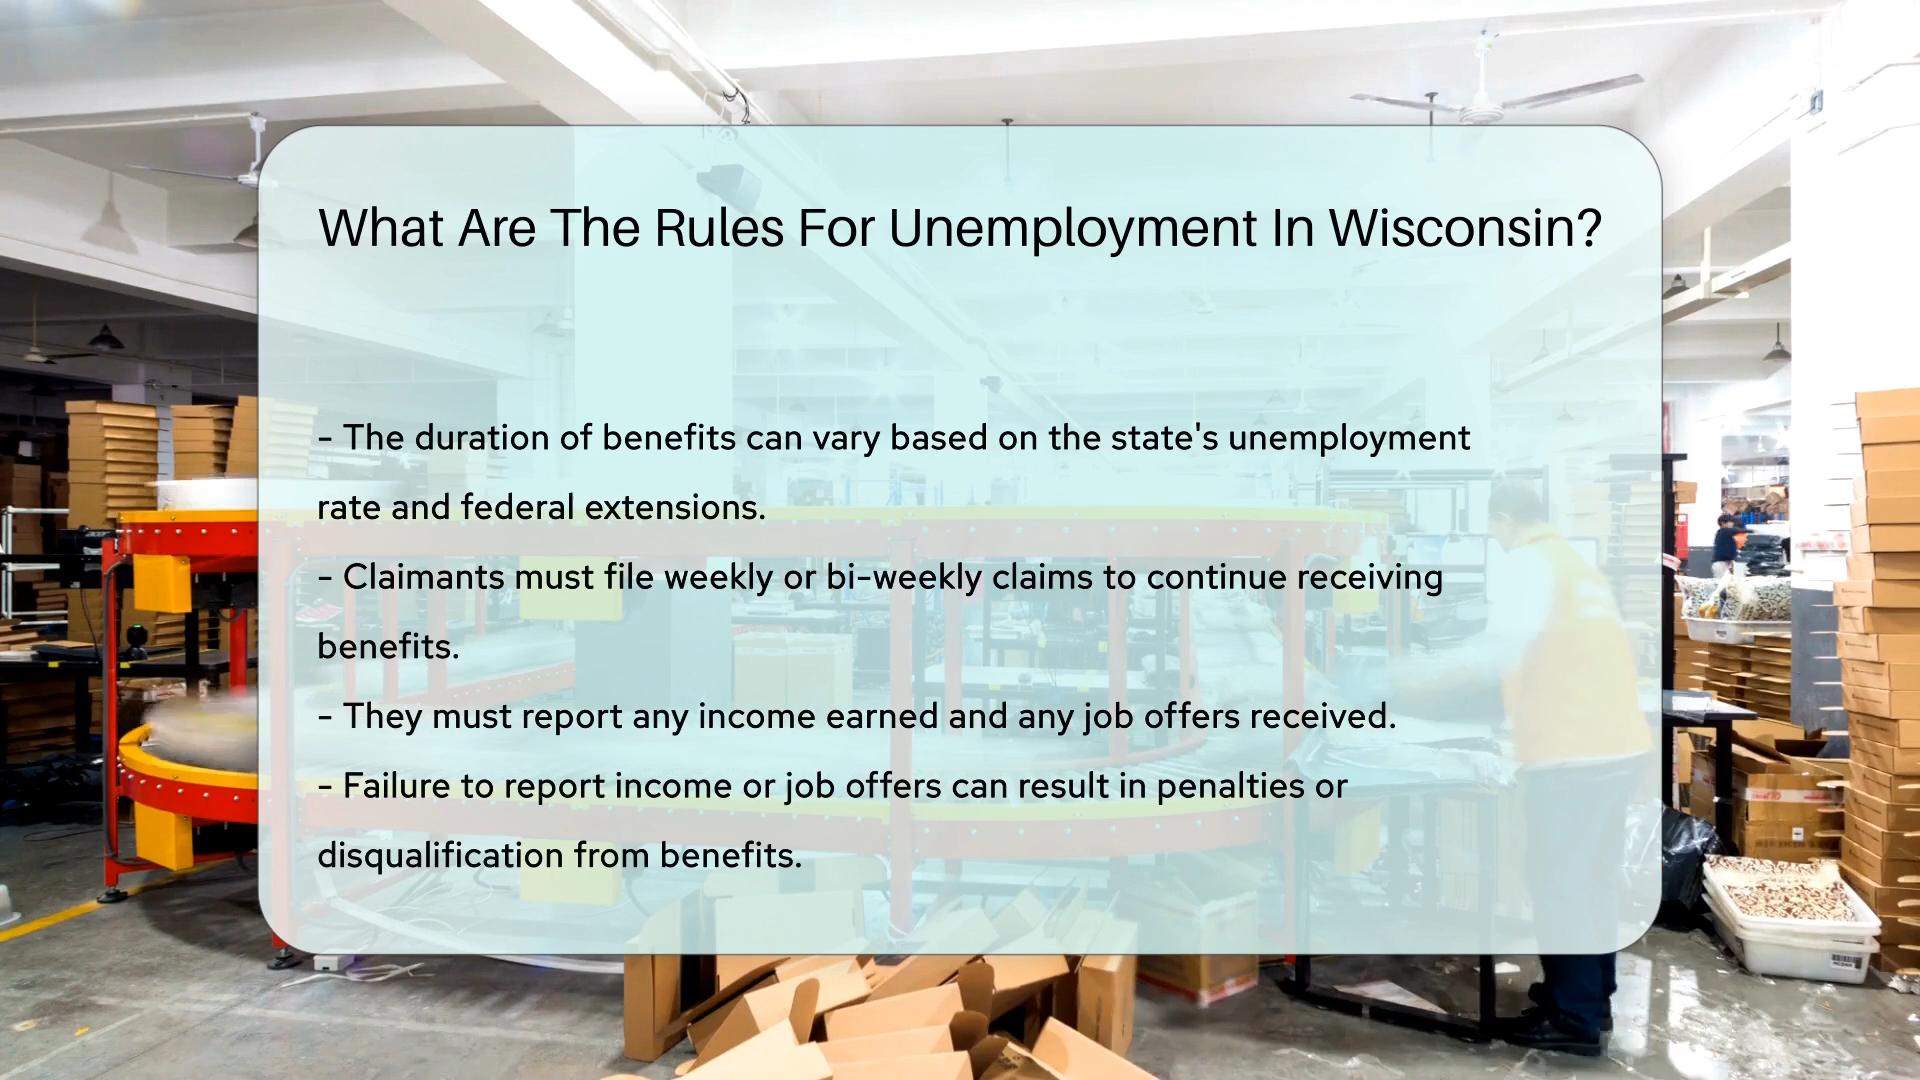 What Are The Rules For Unemployment In Wisconsin?
- The duration of benefits can vary based on the state's unemployment
rate and federal extensions.
- Claimants must file weekly or bi-weekly claims to continue receiving
benefits.
- They must report any income earned and any job offers received.
- Failure to report income or job offers can result in penalties or
disqualification from benefits.